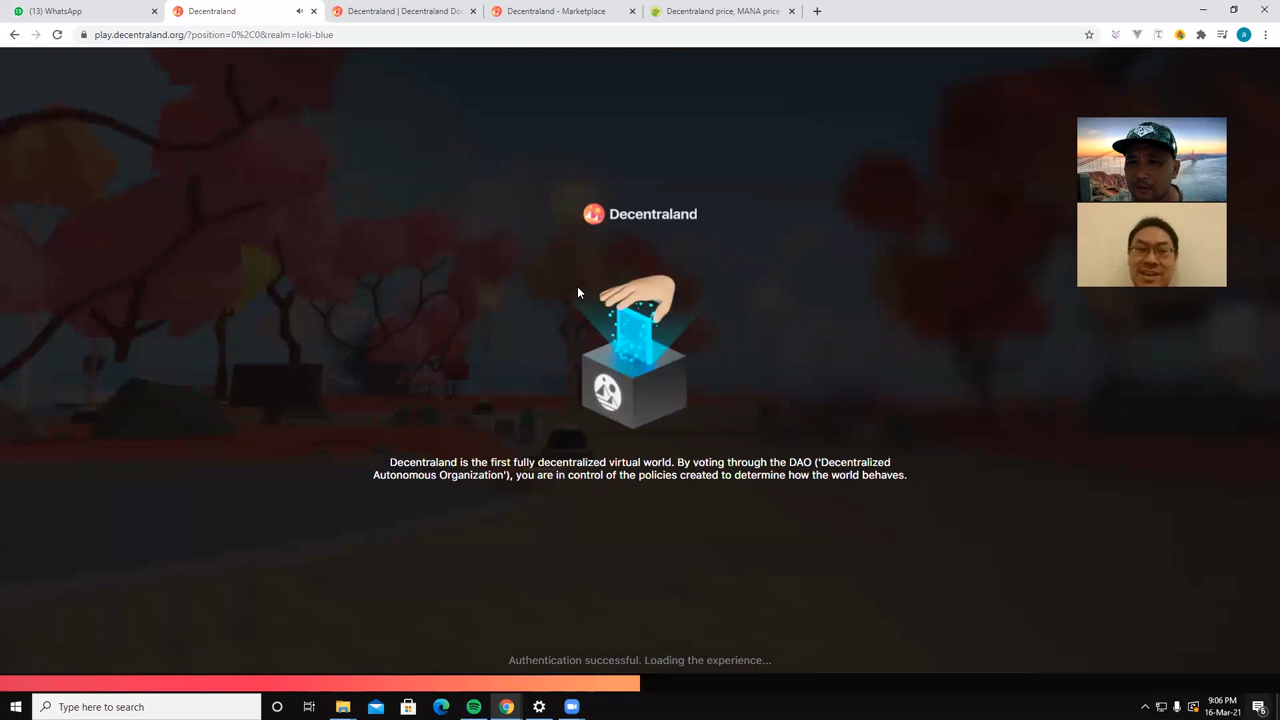 (13) WhatsApp
Decentraland
Decentraland | Decentraland Do
Decentraland - Marketplace
Decentraland price, MANA price
play.decentraland.org/?position=0%2C0&realm=loki-blue
Decentraland
Decentraland is the first fully decentralized virtual world. By voting through the DAO ('Decentralized
Autonomous Organization'), you are in control of the policies created to determine how the world behaves.
Authentication successful. Loading the experience...
Type here to search
9:06 PM
16-Mar-21